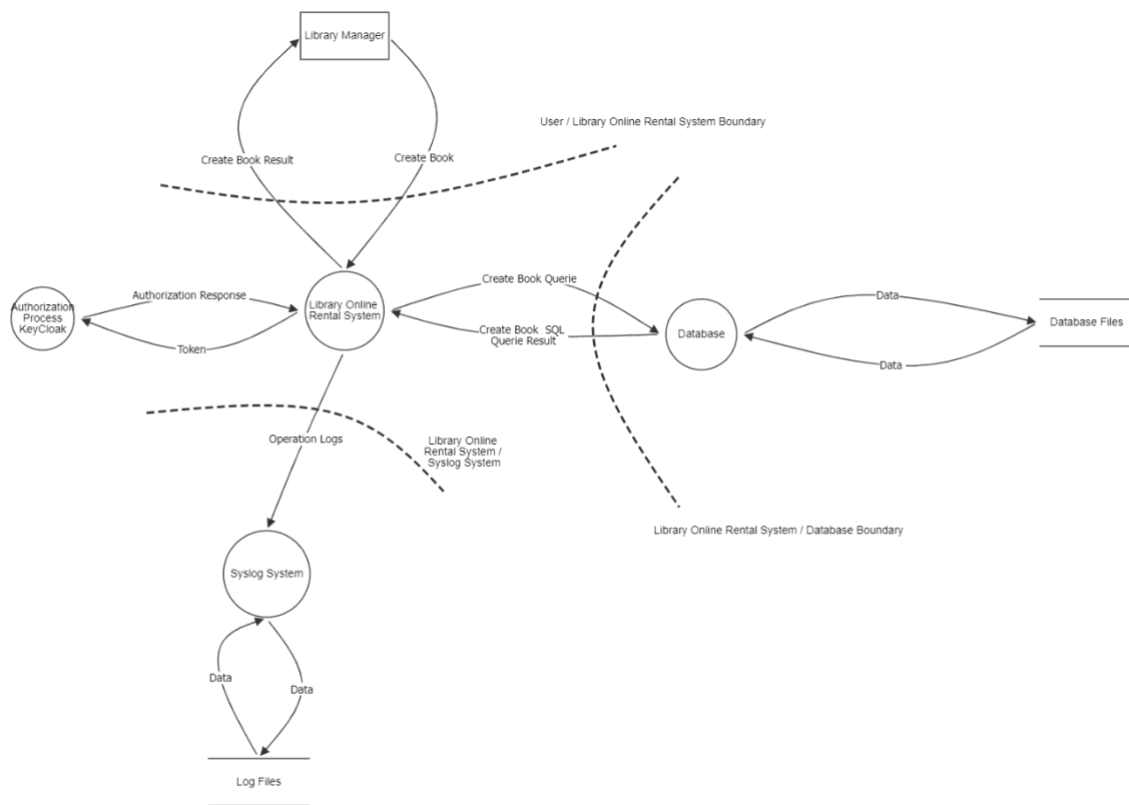 Library Manager
User / Library Online Rental System Boundary
Create Book Result
Create Book
Authorization
Process
KeyCloak
Authorization Response
Token
Library Online
Rental System
Create Book Querie
Create Book  SQL
Querie Result
Database
Data
Data
Database Files
Operation Logs
Library Online
Rental System /
Syslog System
Library Online Rental System / Database Boundary
Syslog System
Data
Data
Log Files